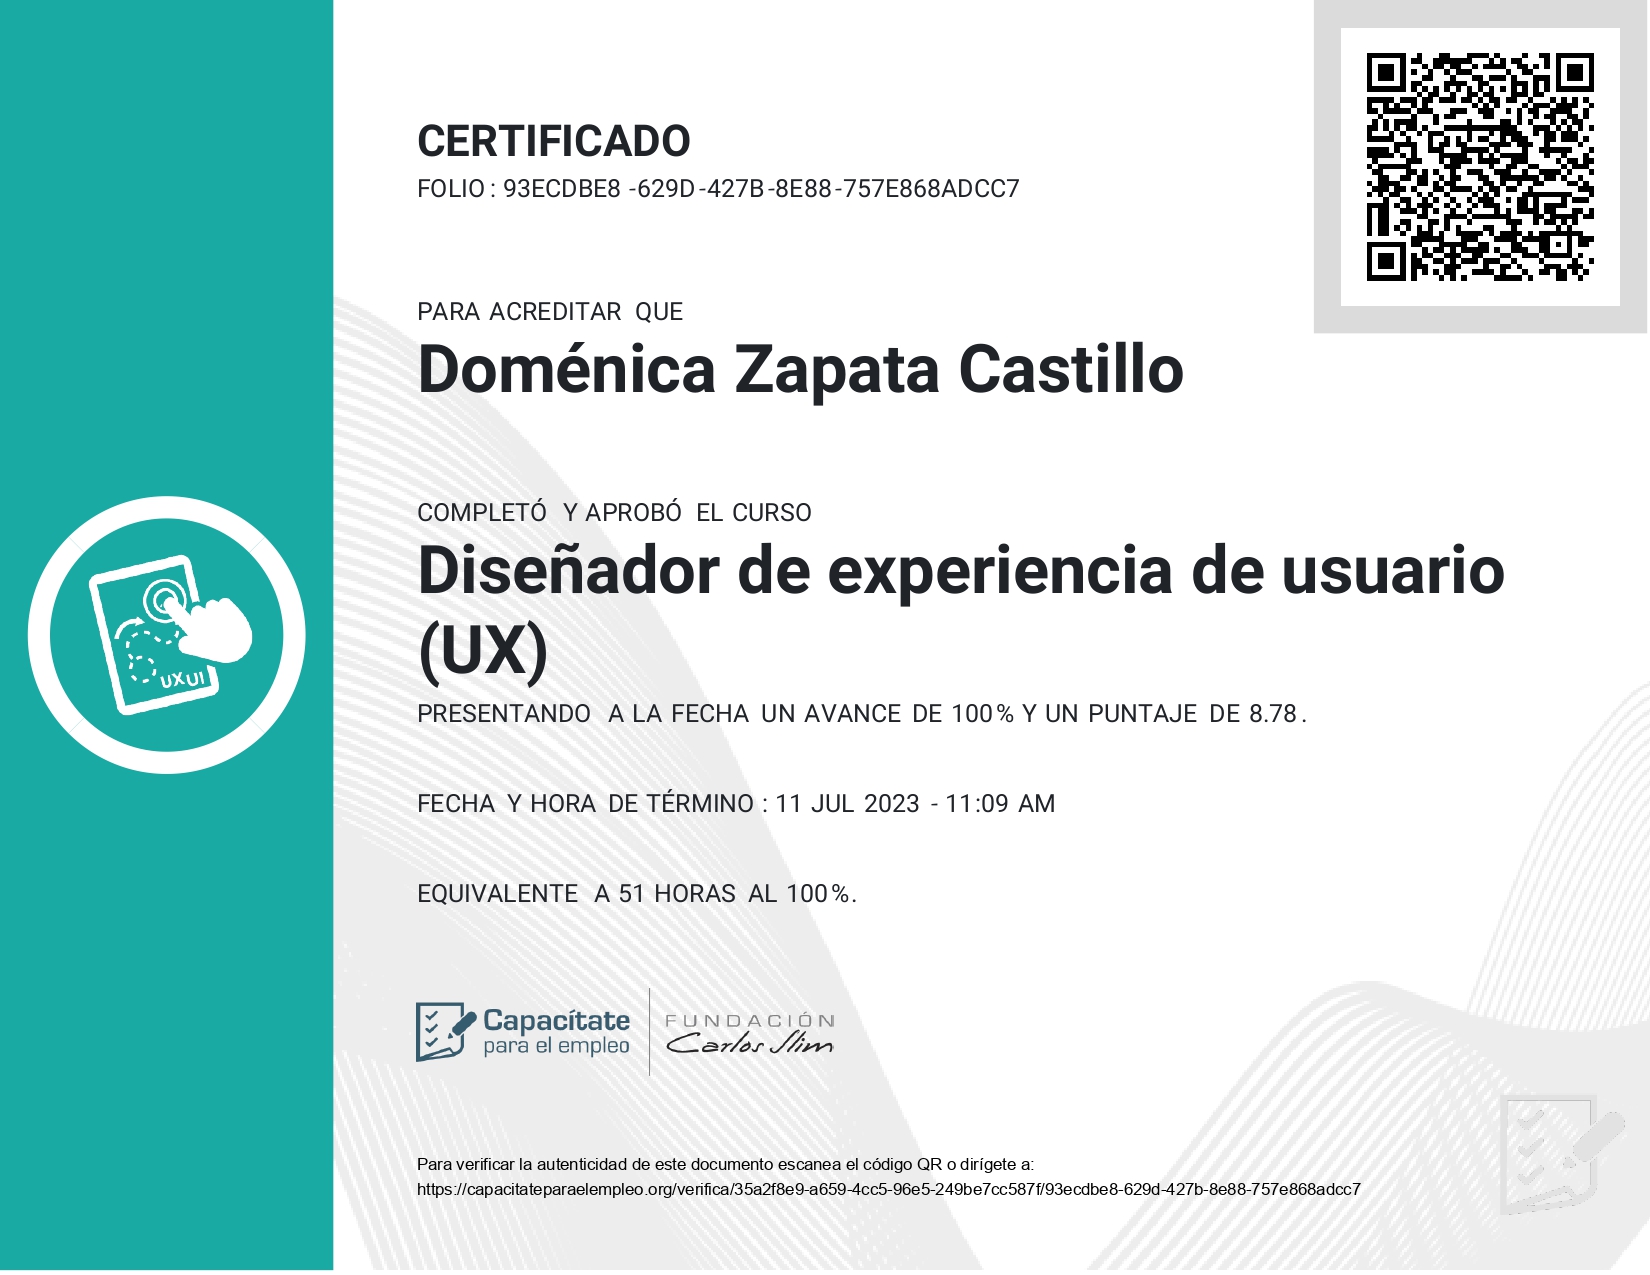 CERTIFICADO
FOLIO : 93ECDBE8 -629D -427B -8E88 -757E868ADCC7
PARA ACREDITAR QUE
Doménica Zapata Castillo
COMPLETÓ Y APROBÓ EL CURSO
Diseñador de experiencia de usuario
(UX)
PRESENTANDO A LA FECHA UN AVANCE DE 100% Y UN PUNTAJE DE 8.78 .
FECHA Y HORA DE TÉRMINO : 11 JUL 2023 - 11:09 AM
EQUIVALENTE A 51 HORAS AL 100%.
UXUI
Capacítate
para el empleo
FUNDACIÓN
Carlos Slim
Para verificar la autenticidad de este documento escanea el código QR o dirígete a:
https://capacitateparaelempleo.org/verifica/35a2f8e9-a659-4cc5-96e5-249be7cc587f/93ecdbe8-629d-427b-8e88-757e868adcc7